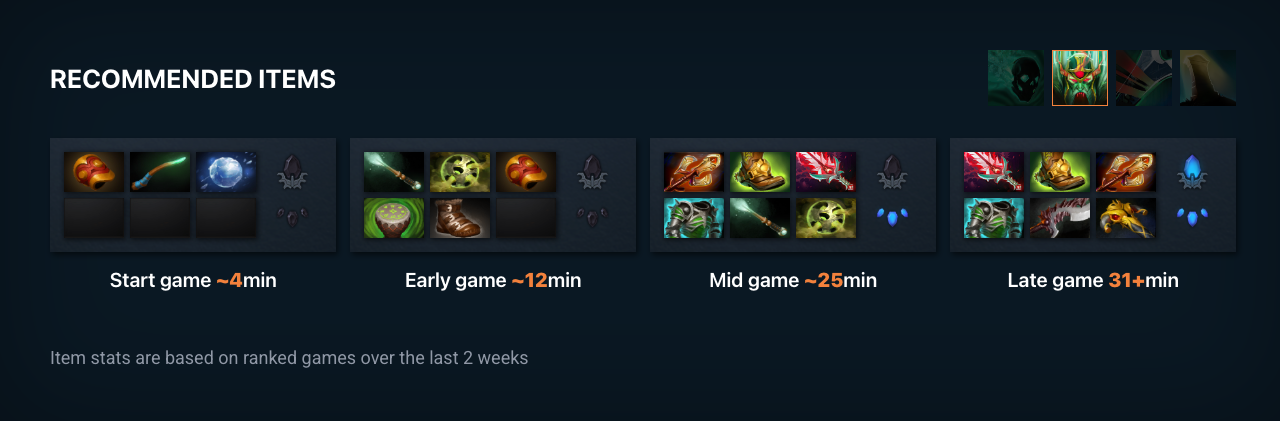 RECOMMENDED ITEMS
Start game ~4min
Early game ~12min
Mid game ~25min
Late game 31+min
Item stats are based on ranked games over the last 2 weeks